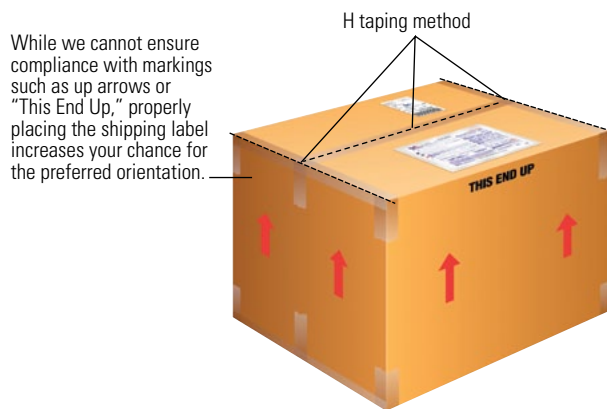 H taping method
While we cannot ensure
compliance with markings
such as up arrows or
“This End Up,” properly
placing the shipping label
increases your chance for
the preferred orientation.
THIS END UP